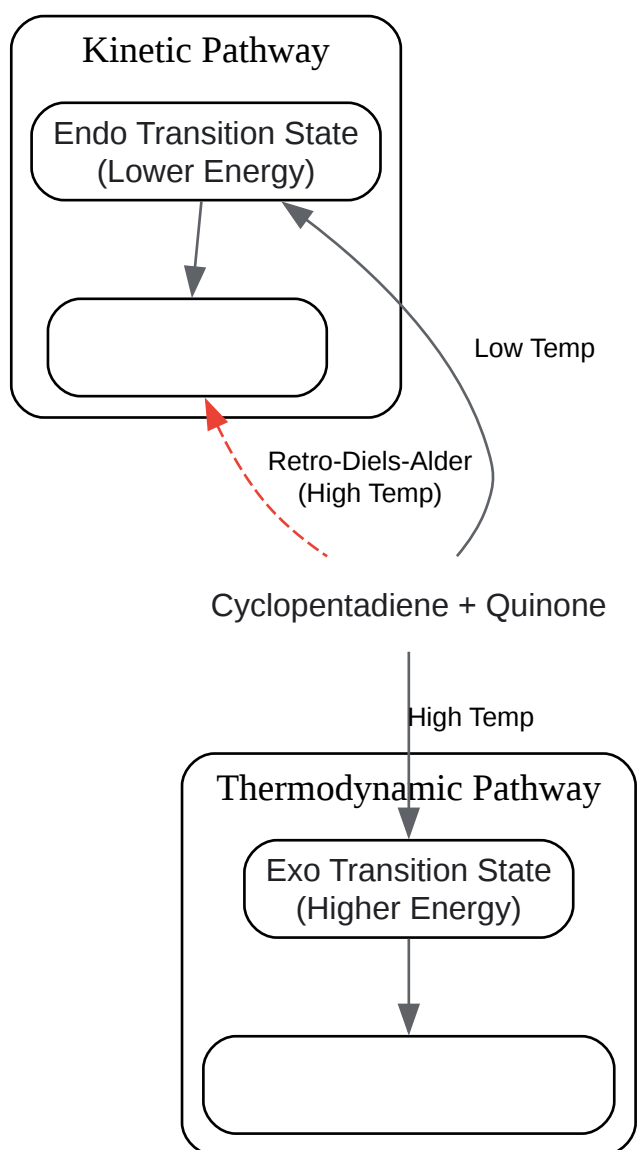 Kinetic Pathway
Endo Transition State
(Lower Energy)
Low Temp
Retro-Diels-Alder
(High Temp)
Cyclopentadiene + Quinone
High Temp
Thermodynamic Pathway
Exo Transition State
(Higher Energy)